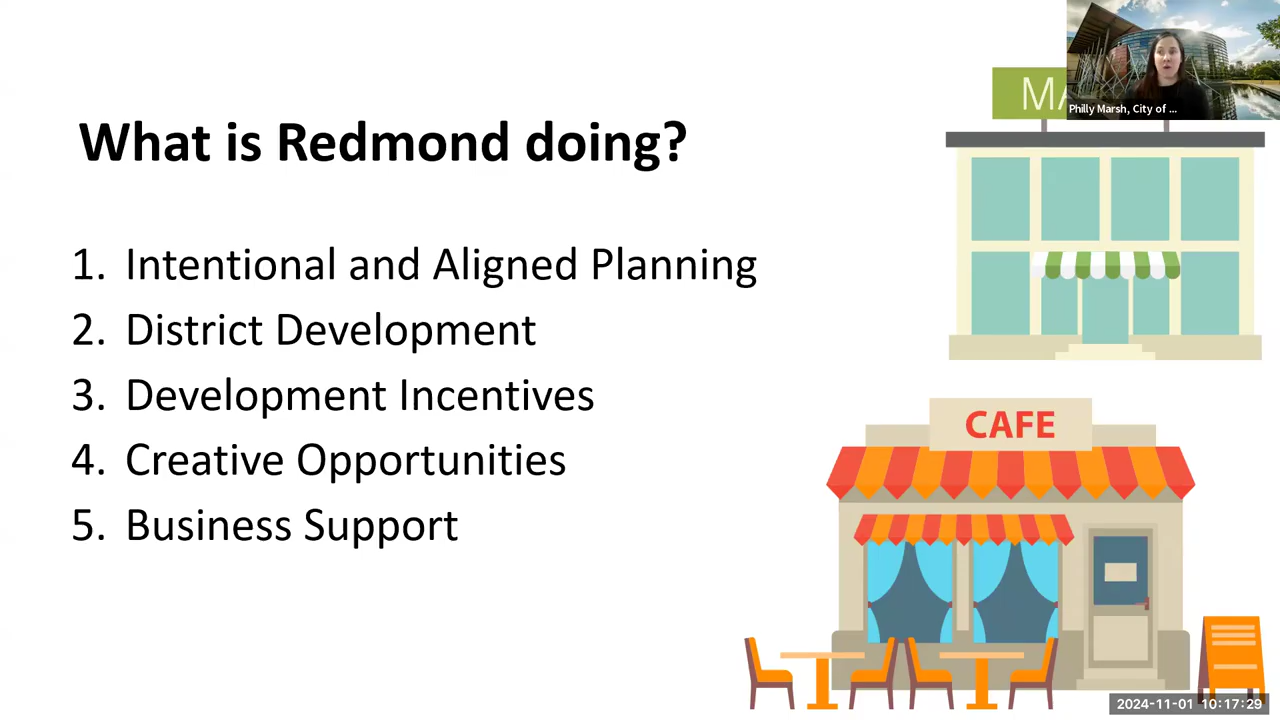 MA
Philly Marsh, City of ...
What is Redmond doing?
1. Intentional and Aligned Planning
2. District Development
3. Development Incentives
4. Creative Opportunities
5. Business Support
CAFE
2024-11-01 10:17:29